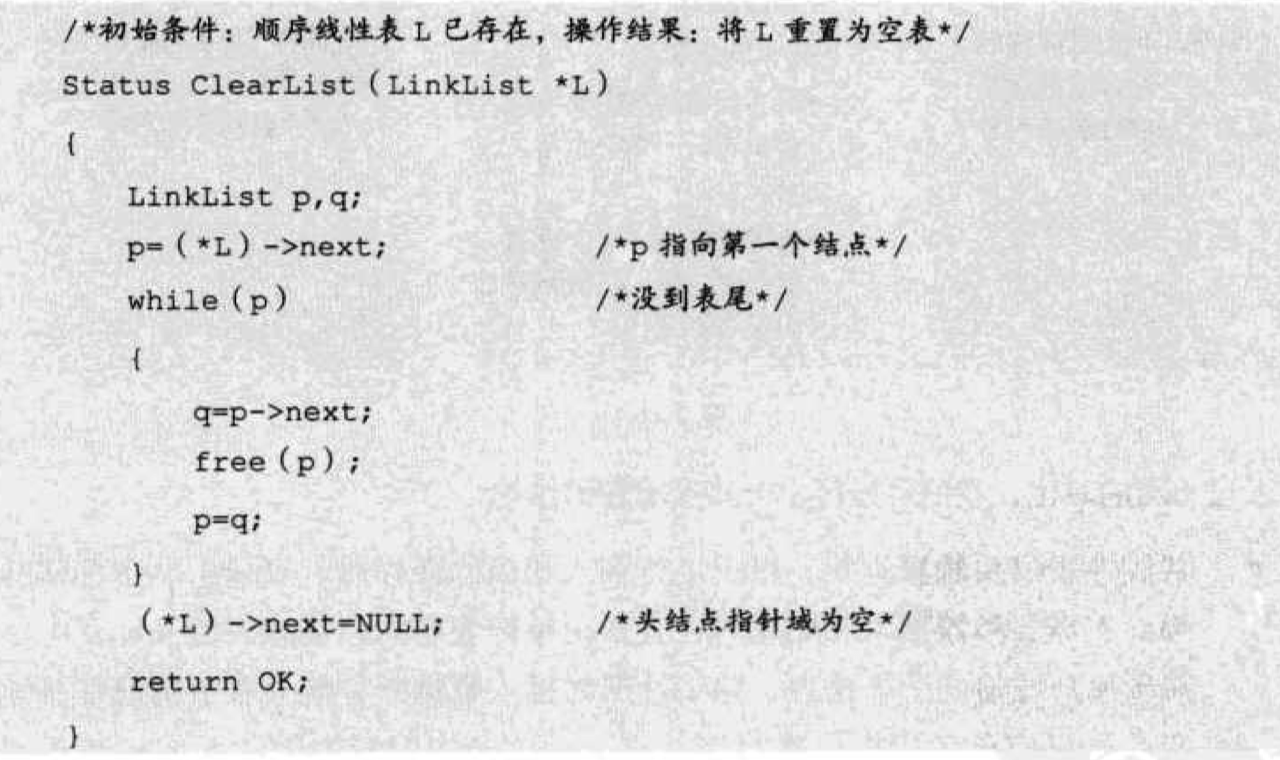 /*初始条件：顺序线性表 L 已存在，操作结果：将 L 重置为空表*/
Status ClearList(LinkList *L)
{
LinkList p,q;
p=(*L)->next; /*p 指向第一个结点*/
while(p) /*没到表尾*/
{
q=p->next;
free(p);
p=q;
}
(*L)->next=NULL; /*头结点指针域为空*/
return OK;
}